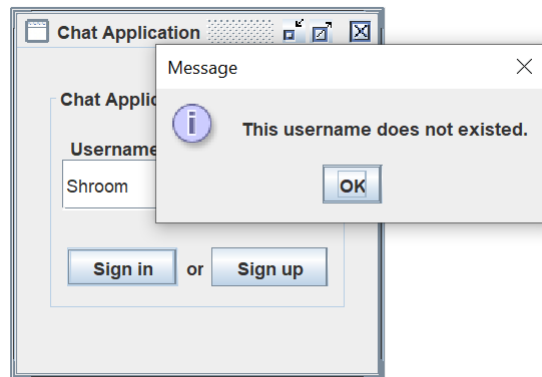 Chat Application
Message
Chat Applic
This username does not existed.
Username
Shroom
OK
Sign in or Sign up